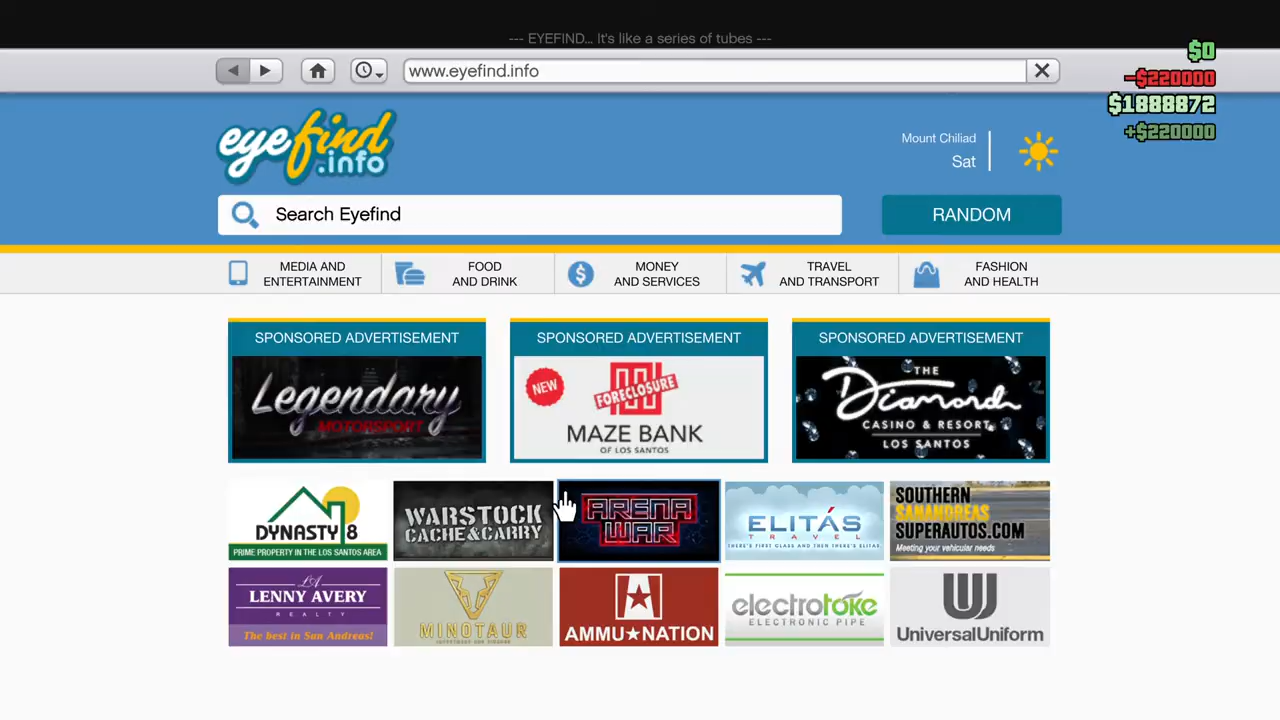 --- EYEFIND... It's like a series of tubes ---
$0
www.eyefind.info
-$220000
$1888872
+$220000
eyefind
.info
Mount Chiliad
Sat
Search Eyefind
RANDOM
MEDIA AND
ENTERTAINMENT
FOOD
AND DRINK
MONEY
AND SERVICES
TRAVEL
AND TRANSPORT
FASHION
AND HEALTH
SPONSORED ADVERTISEMENT
Legendary
MOTORSPORT
SPONSORED ADVERTISEMENT
NEW
FORECLOSURE
MAZE BANK
OF LOS SANTOS
SPONSORED ADVERTISEMENT
THE
Diamond
CASINO & RESORT
LOS SANTOS
DYNASTY 8
PRIME PROPERTY IN THE LOS SANTOS AREA
WARSTOCK
CACHE & CARRY
ARENA
WAR
ELITÁS
TRAVEL
THERE'S FIRST CLASS AND THEN THERE'S ELITAS
SOUTHERN
SAN ANDREAS
SUPERAUTOS.COM
Meeting your vehicular needs
LA
LENNY AVERY
REALTY
The best in San Andreas!
MINOTAUR
AMMU★NATION
electrotoke
ELECTRONIC PIPE
UniversalUniform